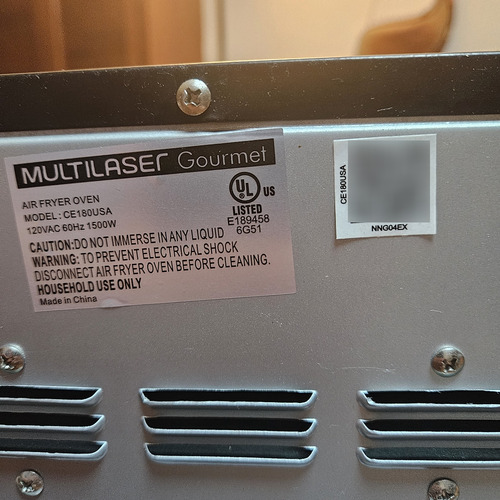 MULTILASER Gourmet
AIR FRYER OVEN
MODEL: CE180USA
120VAC 60Hz 1500W
UL
US
LISTED
E189458
6G51
CAUTION:DO NOT IMMERSE IN ANY LIQUID
WARNING: TO PREVENT ELECTRICAL SHOCK
DISCONNECT AIR FRYER OVEN BEFORE CLEANING.
HOUSEHOLD USE ONLY
Made in China
CE180USA
NNG04EX